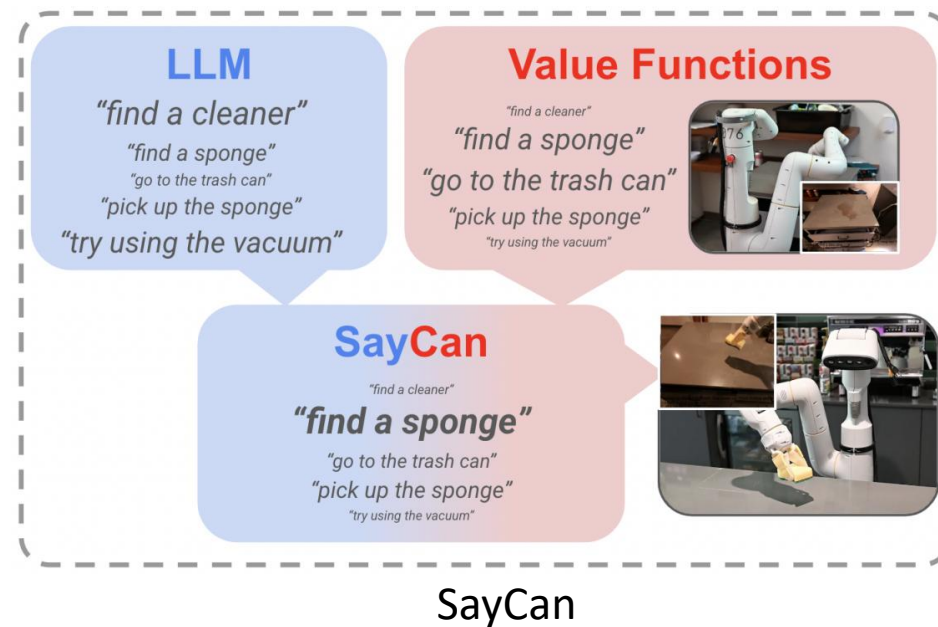 LLM
“find a cleaner”
“find a sponge”
“go to the trash can”
“pick up the sponge”
“try using the vacuum”
Value Functions
“find a cleaner”
“find a sponge”
“go to the trash can”
“pick up the sponge”
“try using the vacuum”
376
SayCan
“find a cleaner”
“find a sponge”
“go to the trash can”
“pick up the sponge”
“try using the vacuum”
SayCan